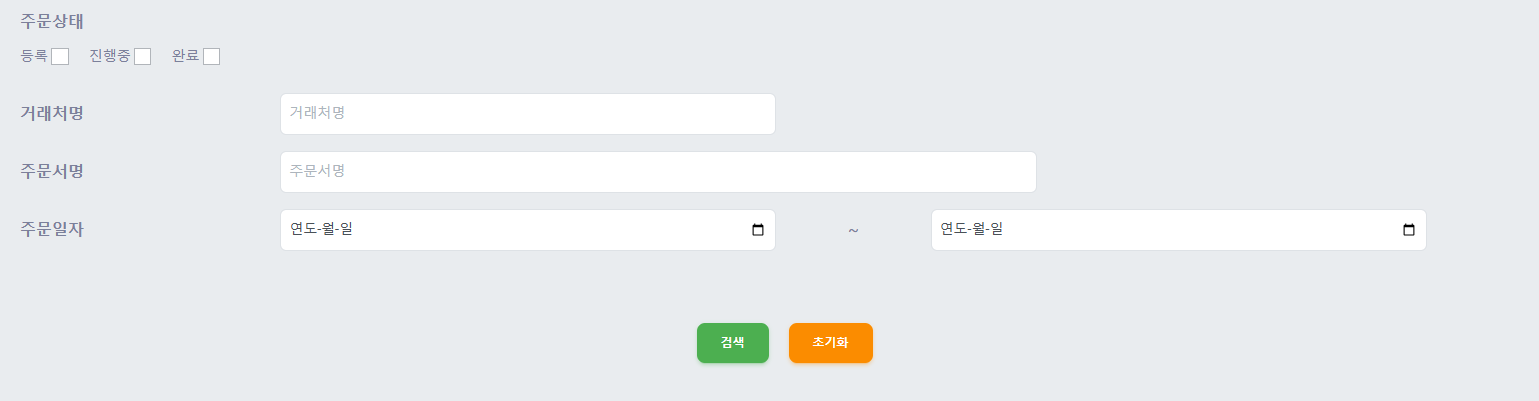 주문상태
등록 진행중 완료
거래처명 거래처명
주문서명 주문서명
주문일자 연도-월-일 ~ 연도-월-일
검색 초기화